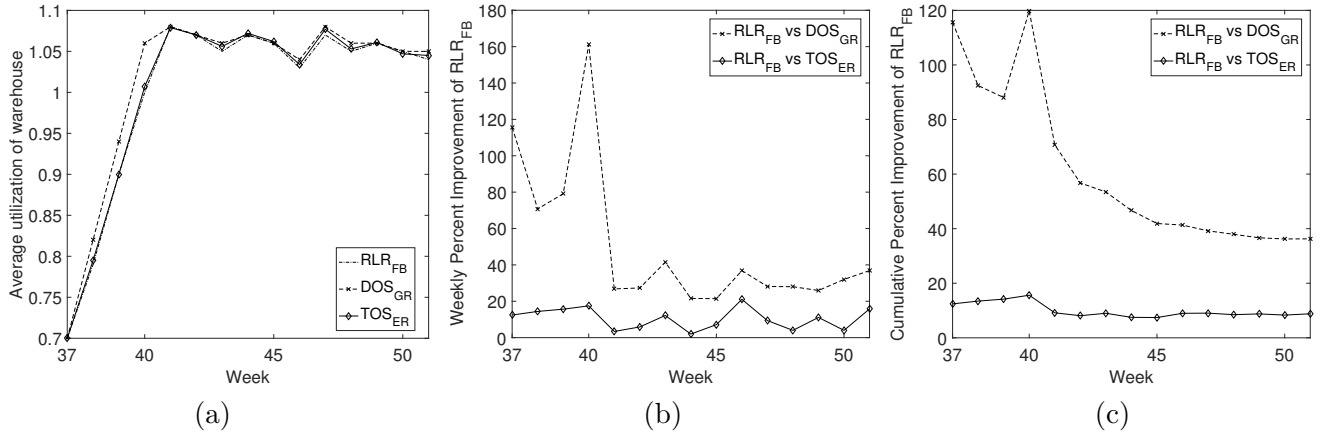 Average utilization of warehouse
1.1
1.05
1
0.95
0.9
0.85
0.8
0.75
0.7
37
40
45
50
Week
RLR_FB
DOS_GR
TOS_ER
(a)
Weekly Percent Improvement of RLR_FB
180
160
140
120
100
80
60
40
20
0
37
40
45
50
Week
RLR_FB vs DOS_GR
RLR_FB vs TOS_ER
(b)
Cumulative Percent Improvement of RLR_FB
120
100
80
60
40
20
0
37
40
45
50
Week
RLR_FB vs DOS_GR
RLR_FB vs TOS_ER
(c)